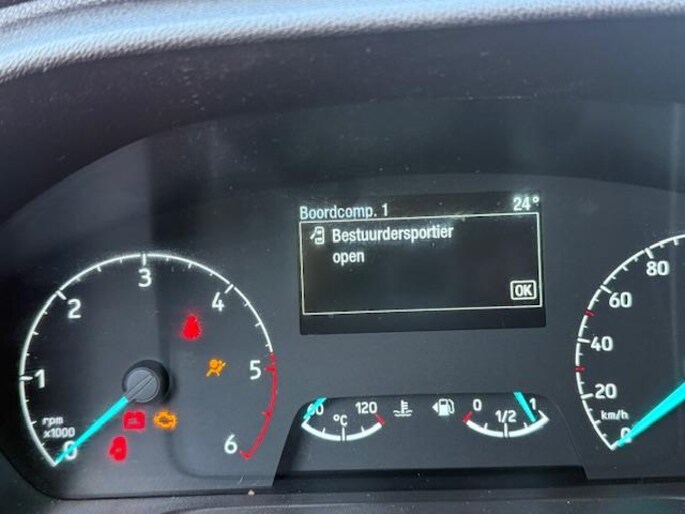 Boordcomp. 1 24°
Bestuurdersportier
open
OK
0 1 2 3 4 5 6
rpm
x1000
60 °C 120
0 1/2 1
0 20 40 60 80
km/h